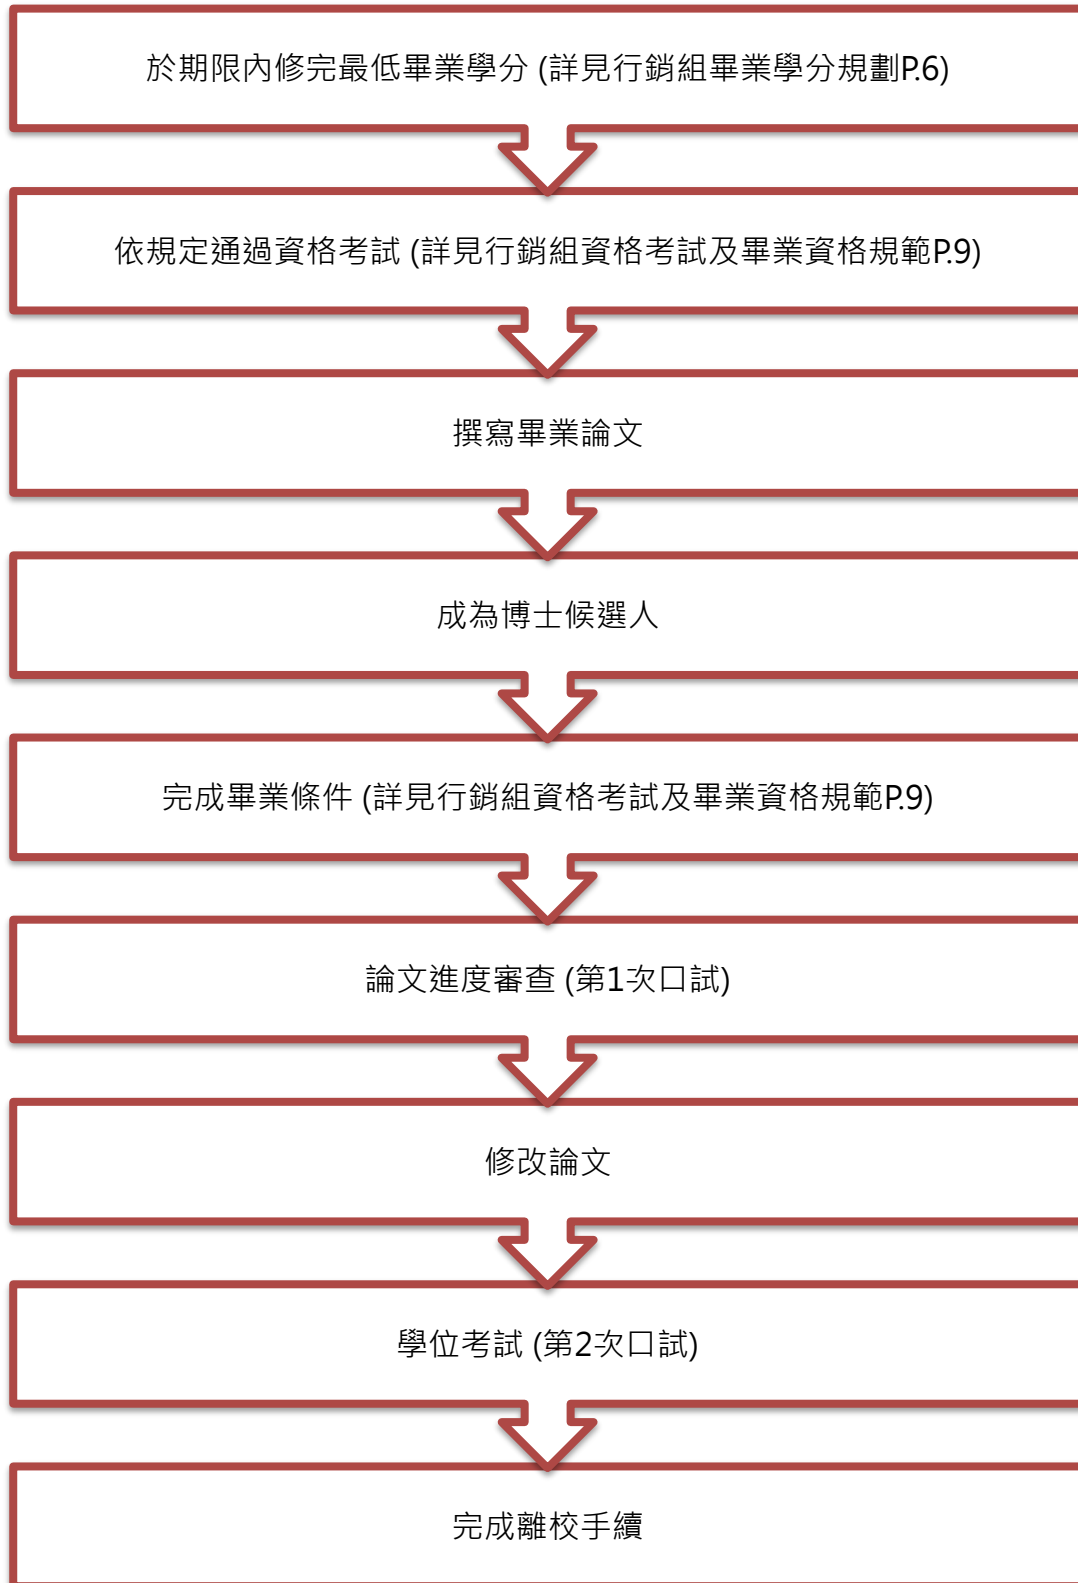 於期限內修完最低畢業學分 (詳見行銷組畢業學分規劃P.6)
依規定通過資格考試 (詳見行銷組資格考試及畢業資格規範P.9)
撰寫畢業論文
成為博士候選人
完成畢業條件 (詳見行銷組資格考試及畢業資格規範P.9)
論文進度審查 (第1次口試)
修改論文
學位考試 (第2次口試)
完成離校手續